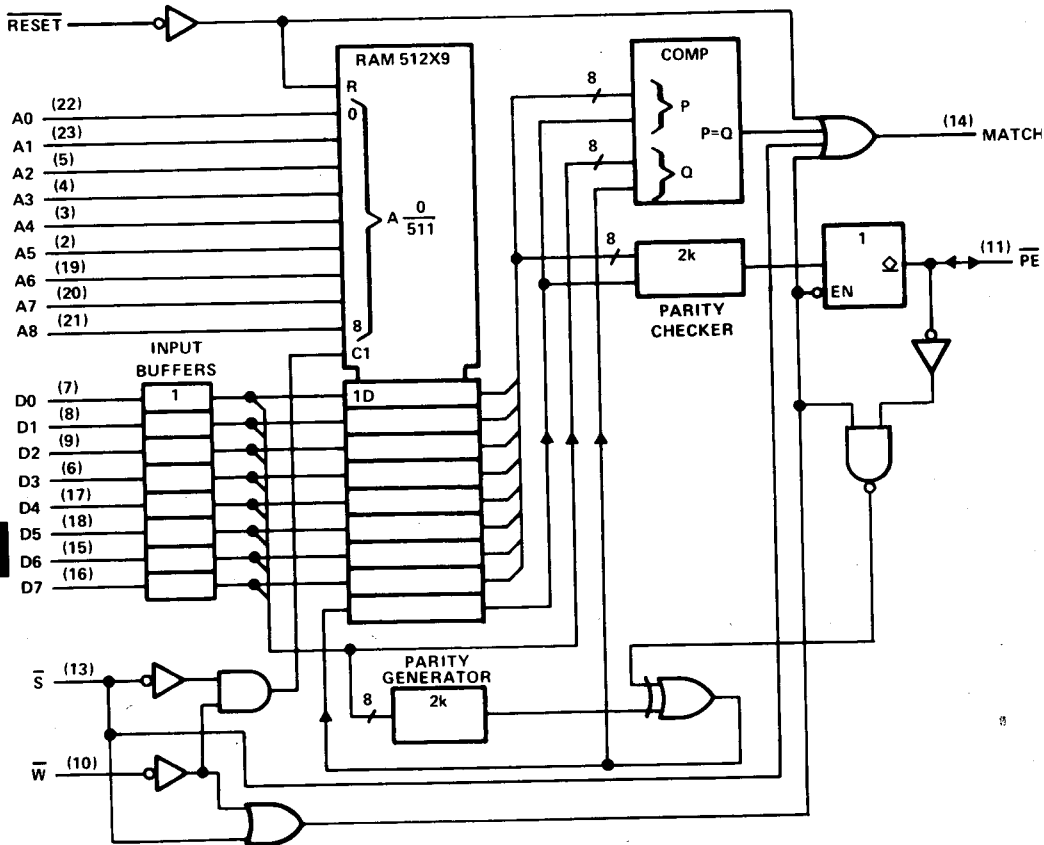 RESET
RAM 512X9
COMP
R
0
8
P
P=Q
8
Q
A0 (22)
A1 (23)
A2 (5)
A3 (4)
A4 (3)
A5 (2)
A6 (19)
A7 (20)
A8 (21)
A 0/511
8
C1
(14) MATCH
8
2k
PARITY
CHECKER
1
EN
(11) PE
INPUT
BUFFERS
1
1D
D0 (7)
D1 (8)
D2 (9)
D3 (6)
D4 (17)
D5 (18)
D6 (15)
D7 (16)
S (13)
PARITY
GENERATOR
8
2k
W (10)